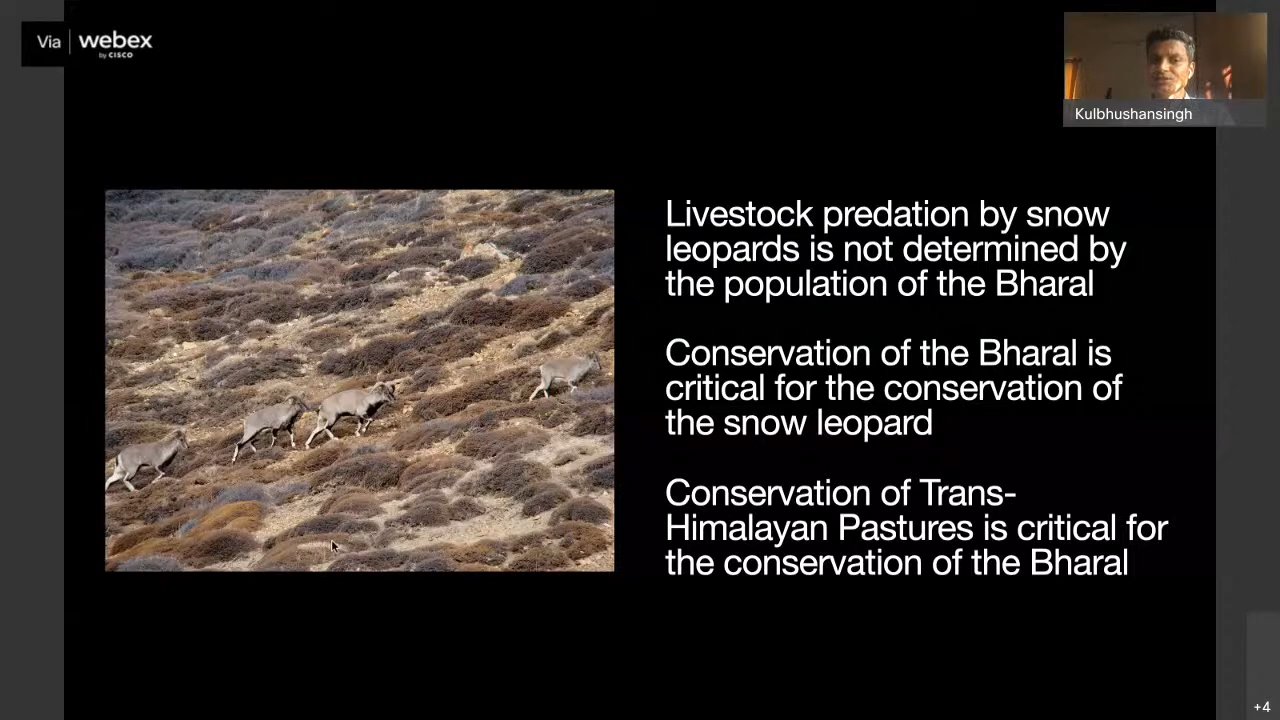 Via webex
by CISCO
Kulbhushansingh
Livestock predation by snow
leopards is not determined by
the population of the Bharal
Conservation of the Bharal is
critical for the conservation of
the snow leopard
Conservation of Trans-
Himalayan Pastures is critical for
the conservation of the Bharal
+4